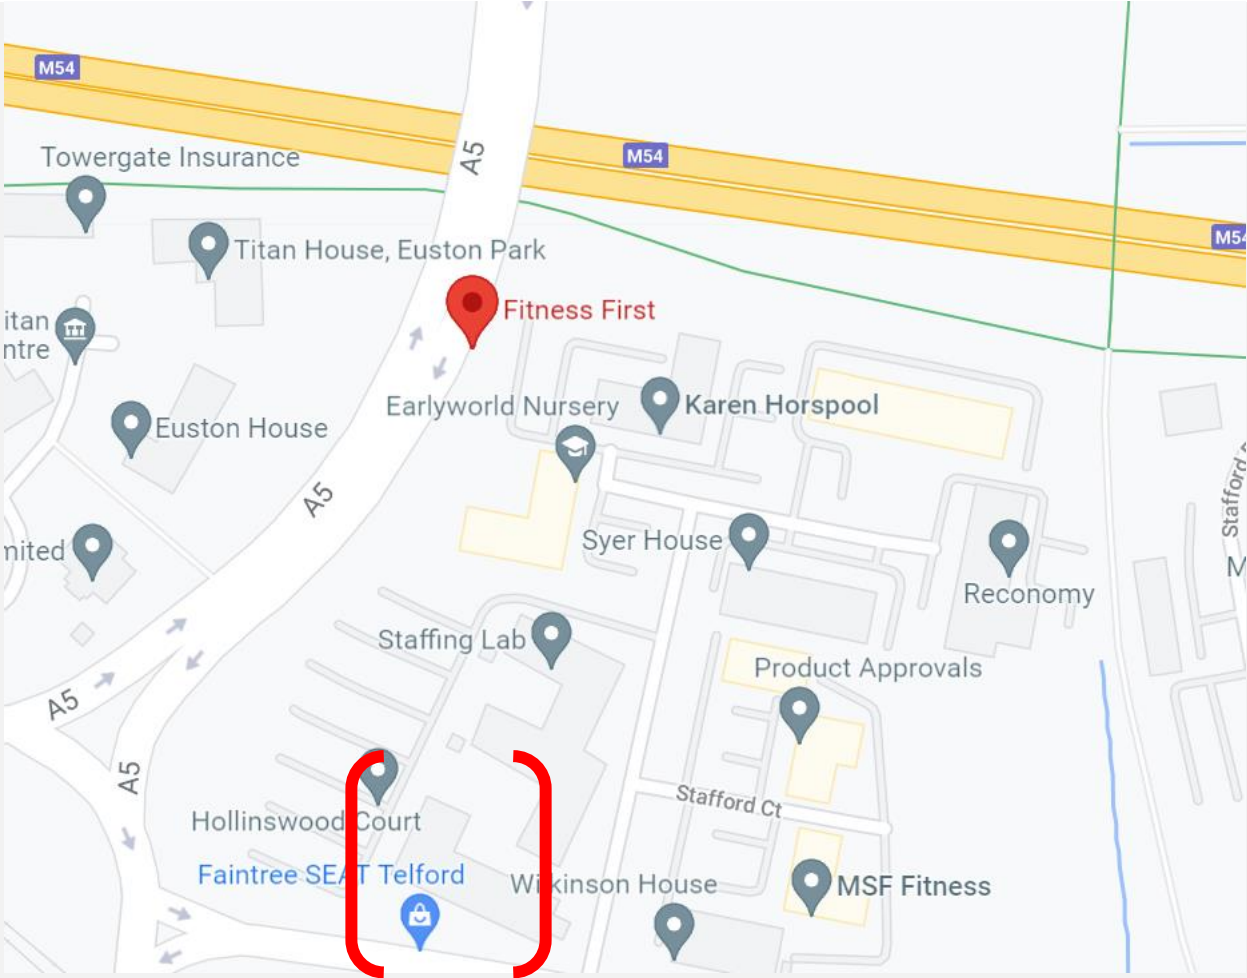 M54
A5
M54
Towergate Insurance
M54
Titan House, Euston Park
Fitness First
itan
ntre
Earlyworld Nursery
Karen Horspool
Euston House
A5
Stafford
mited
Syer House
M
Reconomy
Staffing Lab
Product Approvals
A5
A5
Stafford Ct
Hollinswood Court
Faintree SEAT Telford
Wilkinson House
MSF Fitness